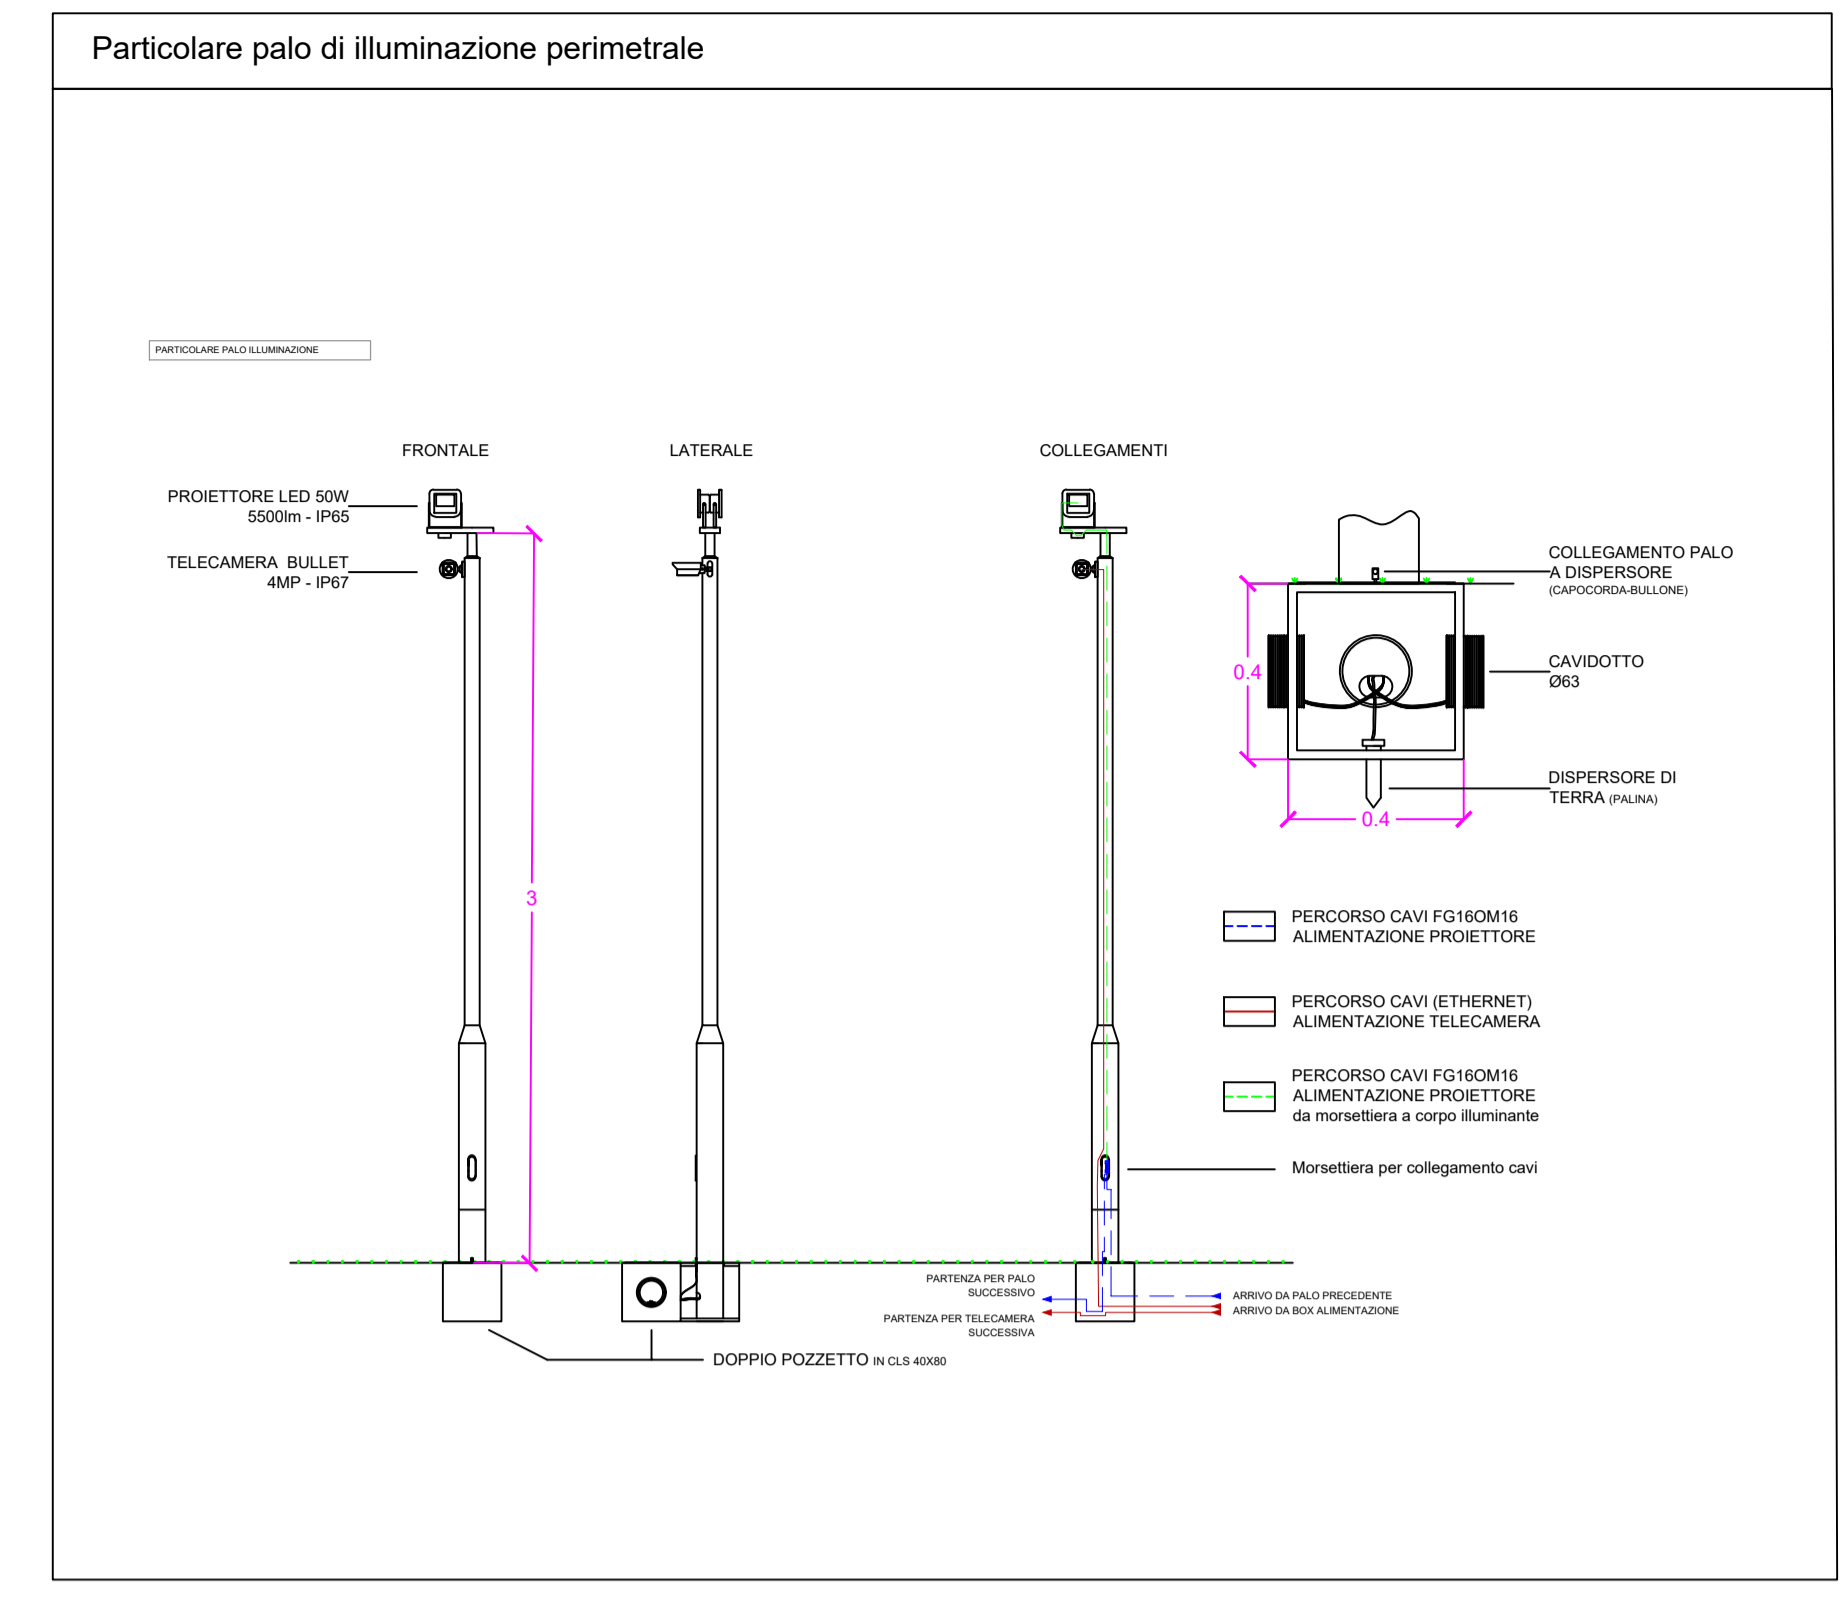 Particolare palo di illuminazione perimetrale
PARTICOLARE PALO ILLUMINAZIONE
FRONTALE
LATERALE
COLLEGAMENTI
PROIETTORE LED 50W
5500lm - IP65
TELECAMERA  BULLET
4MP - IP67
3
COLLEGAMENTO PALO
A DISPERSORE
(CAPOCORDA-BULLONE)
0.4
CAVIDOTTO
Ø63
DISPERSORE DI
TERRA (PALINA)
0.4
PERCORSO CAVI FG16OM16
ALIMENTAZIONE PROIETTORE
PERCORSO CAVI (ETHERNET)
ALIMENTAZIONE TELECAMERA
PERCORSO CAVI FG16OM16
ALIMENTAZIONE PROIETTORE
da morsettiera a corpo illuminante
Morsettiera per collegamento cavi
PARTENZA PER PALO
SUCCESSIVO
PARTENZA PER TELECAMERA
SUCCESSIVA
ARRIVO DA PALO PRECEDENTE
ARRIVO DA BOX ALIMENTAZIONE
DOPPIO POZZETTO IN CLS 40X80